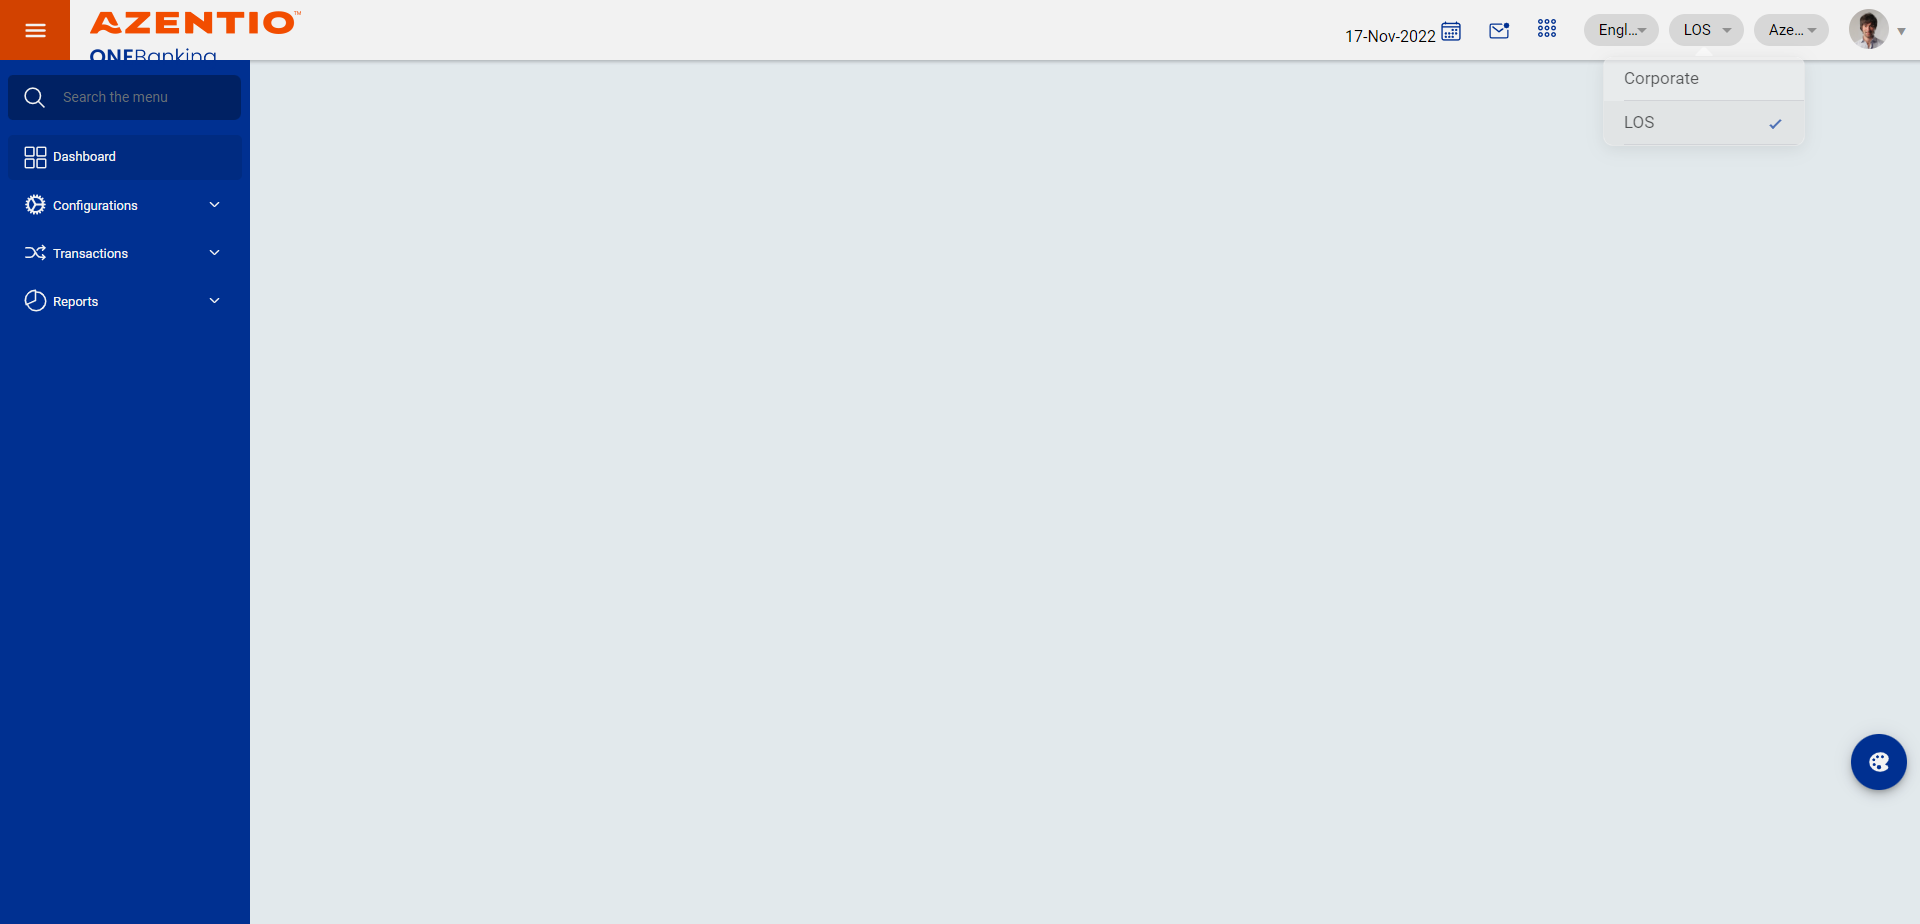 AZENTIO™
ONEBanking
17-Nov-2022
Engl...
LOS
Aze...
Corporate
LOS
Search the menu
Dashboard
Configurations
Transactions
Reports